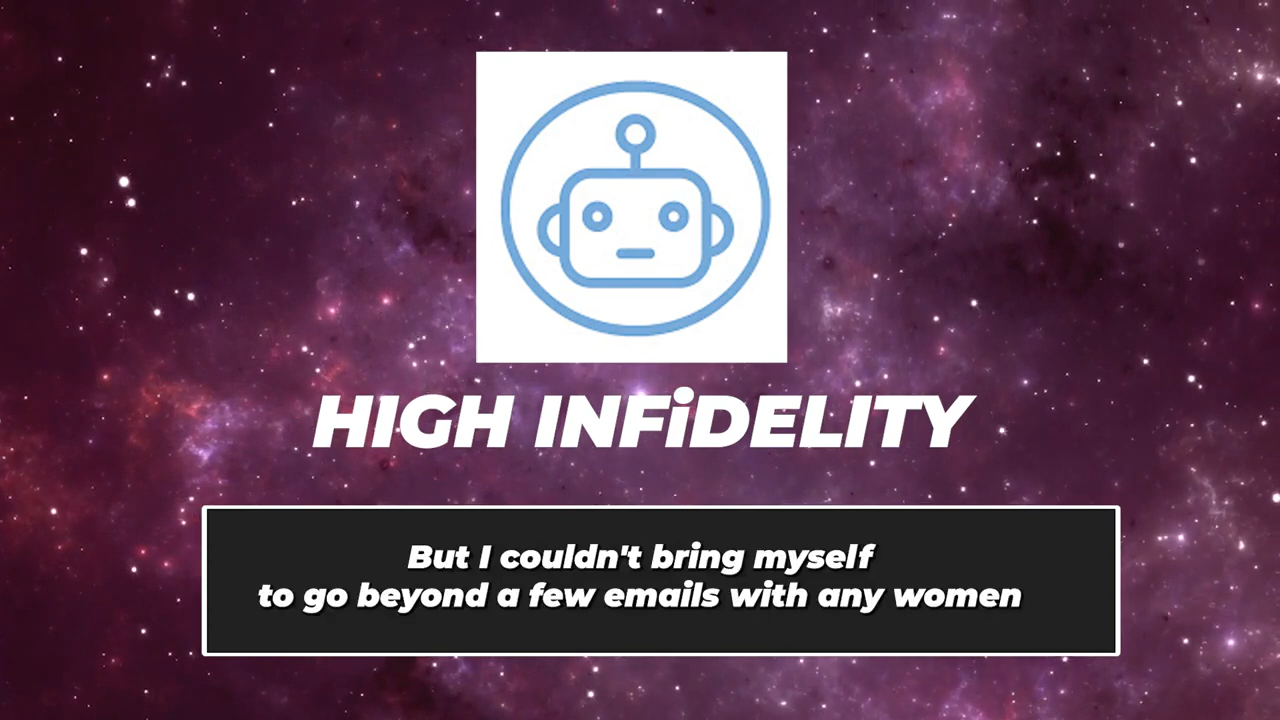 HIGH INFiDELITY
But I couldn't bring myself
to go beyond a few emails with any women